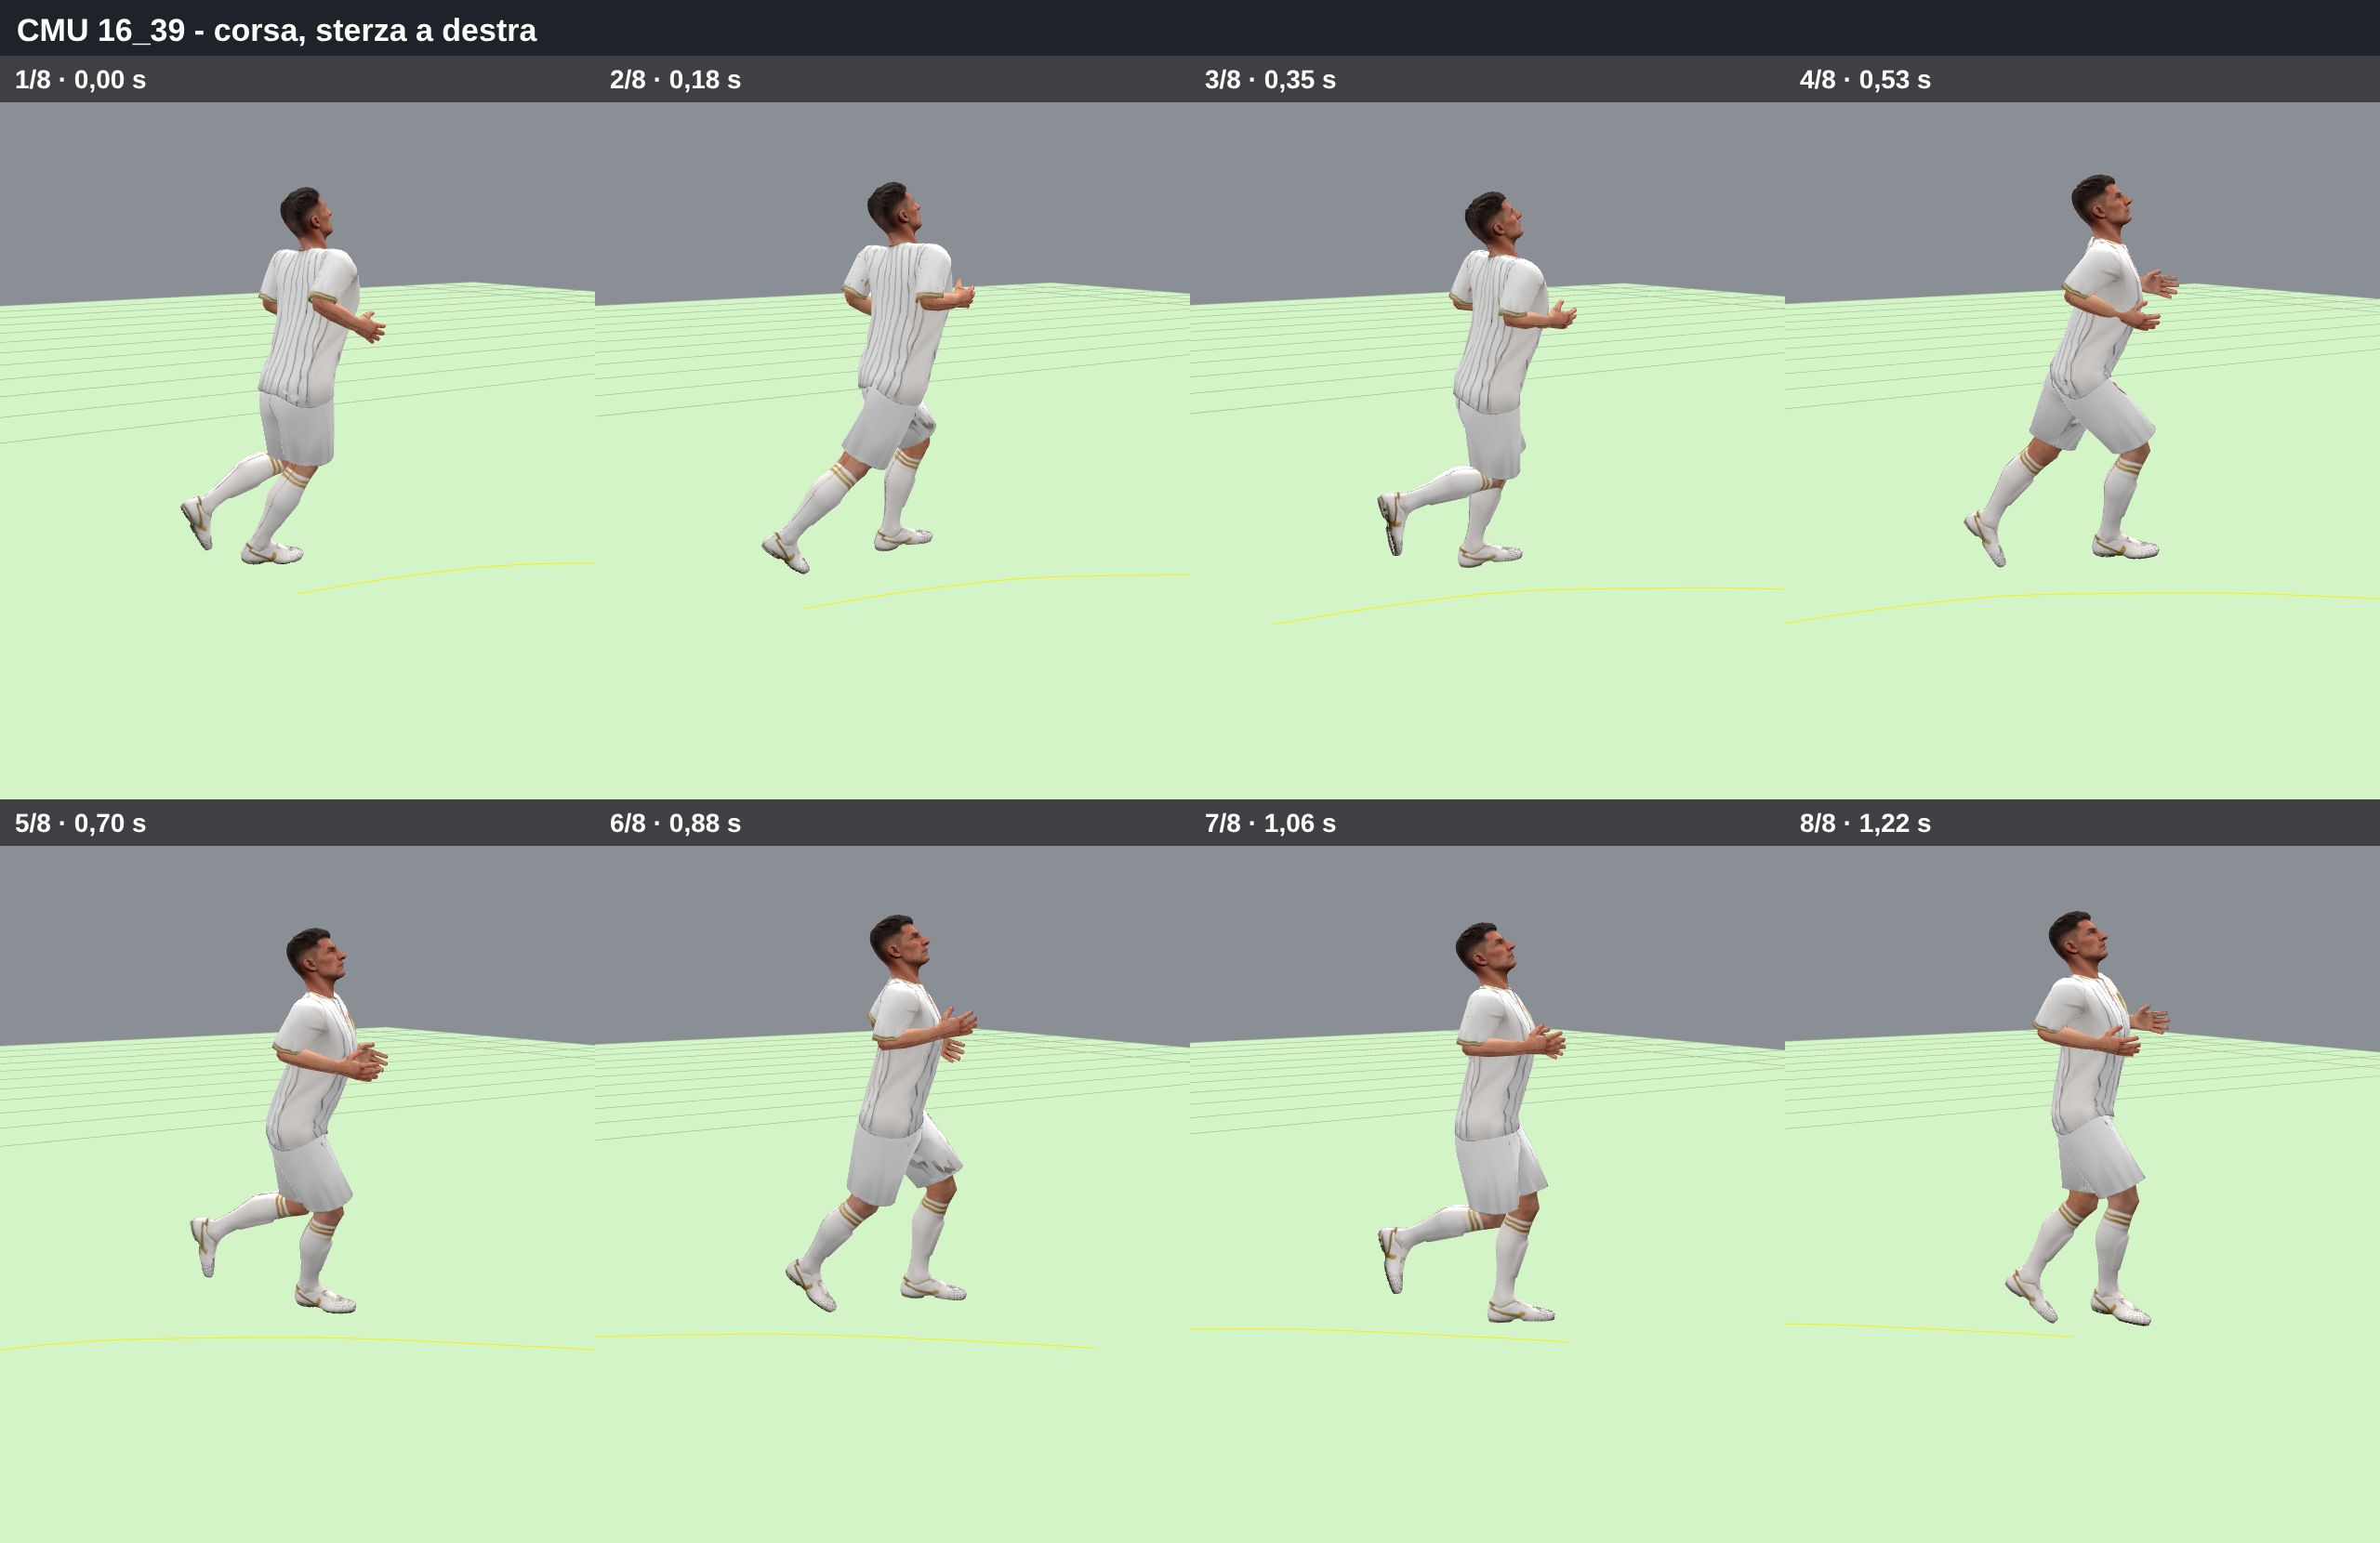 CMU 16_39 - corsa, sterza a destra
1/8 · 0,00 s
2/8 · 0,18 s
3/8 · 0,35 s
4/8 · 0,53 s
5/8 · 0,70 s
6/8 · 0,88 s
7/8 · 1,06 s
8/8 · 1,22 s